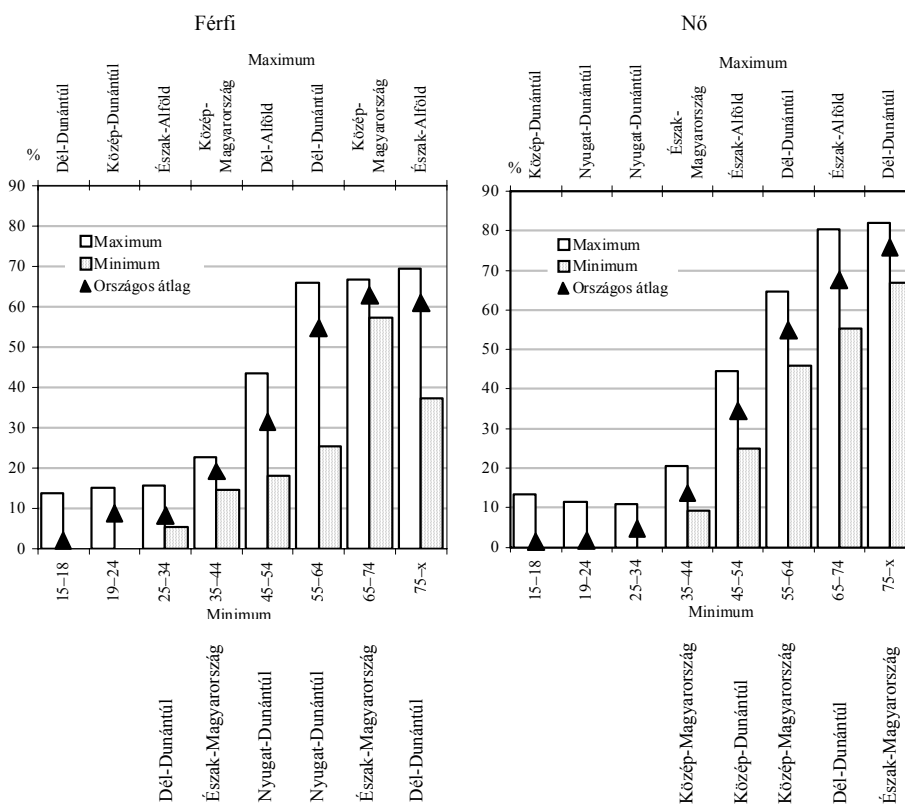 Férfi
Maximum
Dél-Dunántúl
Közép-Dunántúl
Észak-Alföld
Közép-
Magyarország
Dél-Alföld
Dél-Dunántúl
Közép-
Magyarország
Észak-Alföld
%
90
80
70
60
50
40
30
20
10
0
Maximum
Minimum
Országos átlag
15–18
19–24
25–34
35–44
45–54
55–64
65–74
75–x
Minimum
Dél-Dunántúl
Észak-Magyarország
Nyugat-Dunántúl
Nyugat-Dunántúl
Észak-Magyarország
Dél-Dunántúl
Nő
Maximum
Közép-Dunántúl
Nyugat-Dunántúl
Nyugat-Dunántúl
Észak-
Magyarország
Észak-Alföld
Dél-Dunántúl
Észak-Alföld
Dél-Dunántúl
%
90
80
70
60
50
40
30
20
10
0
Maximum
Minimum
Országos átlag
15–18
19–24
25–34
35–44
45–54
55–64
65–74
75–x
Minimum
Közép-Magyarország
Közép-Dunántúl
Közép-Magyarország
Dél-Dunántúl
Észak-Magyarország